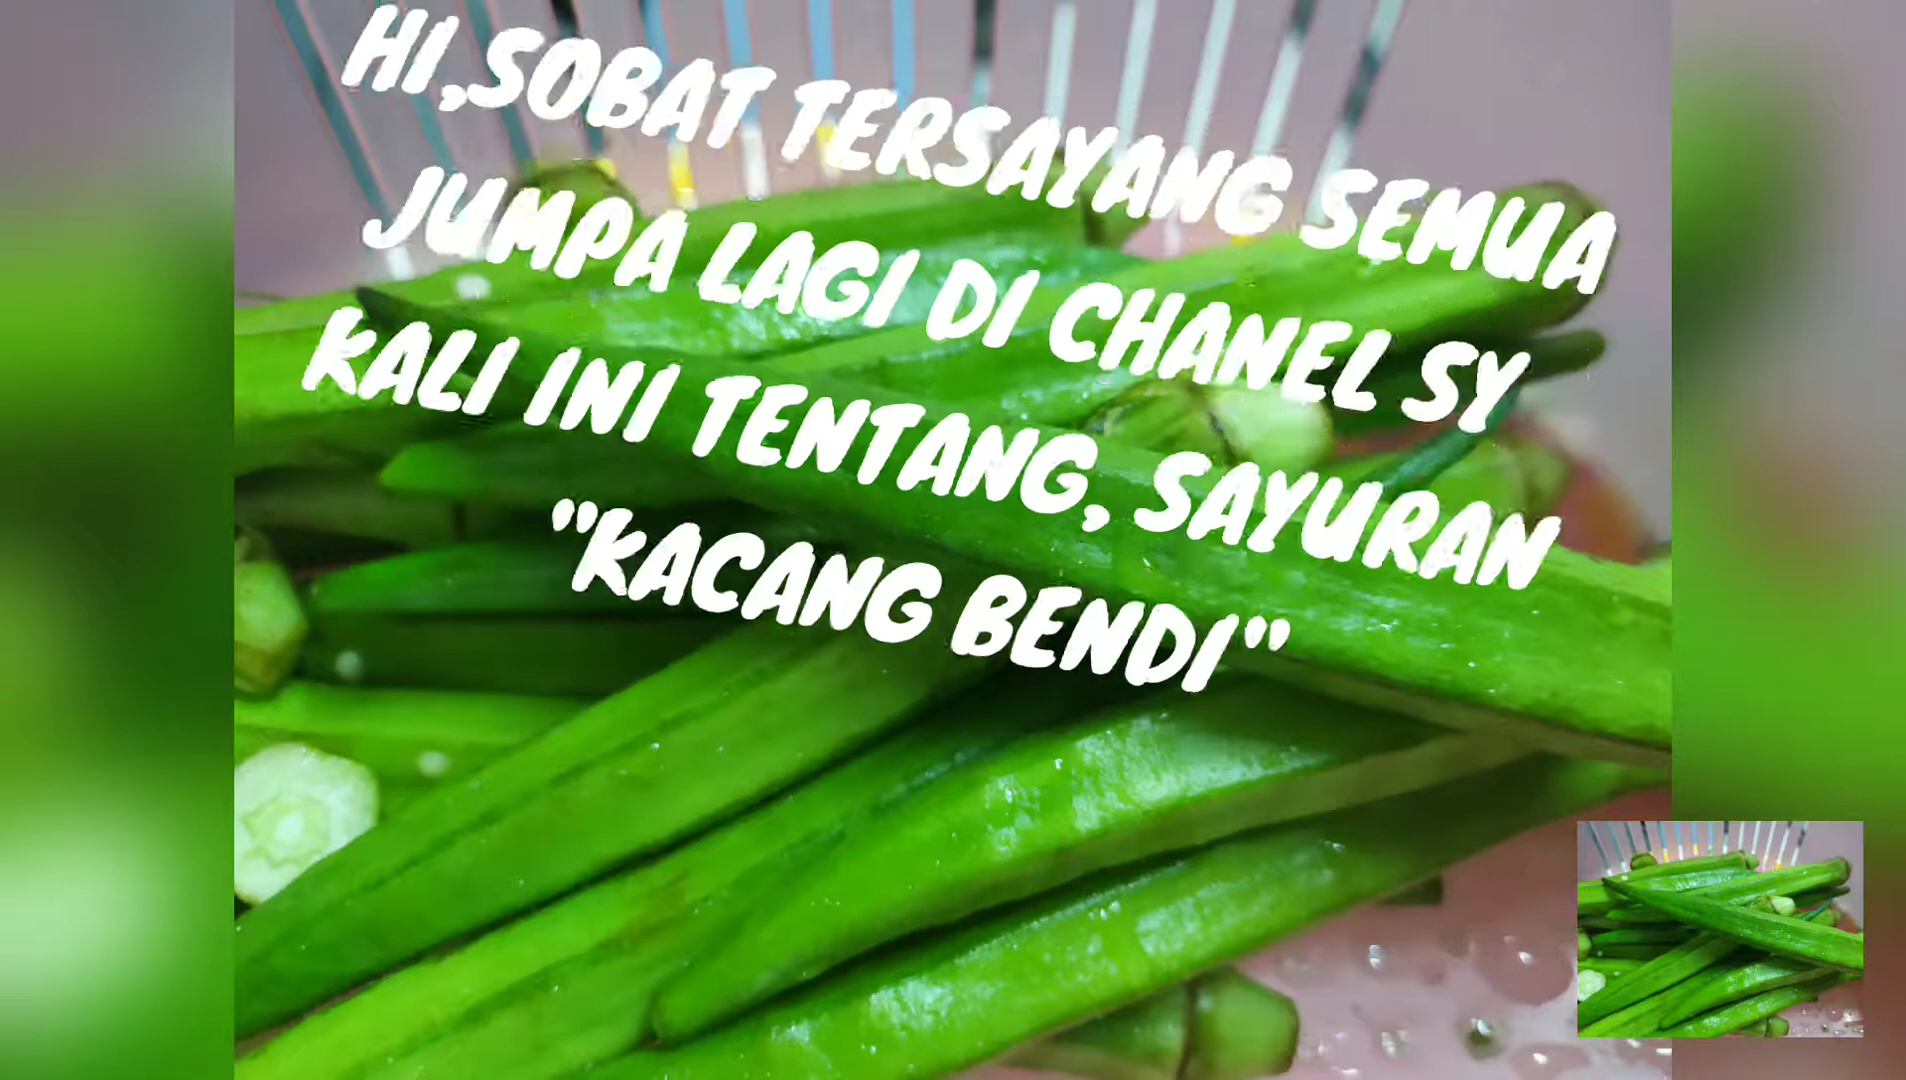 HI,SOBAT TERSAYANG SEMUA
JUMPA LAGI DI CHANEL SY
KALI INI TENTANG, SAYURAN
"KACANG BENDI"